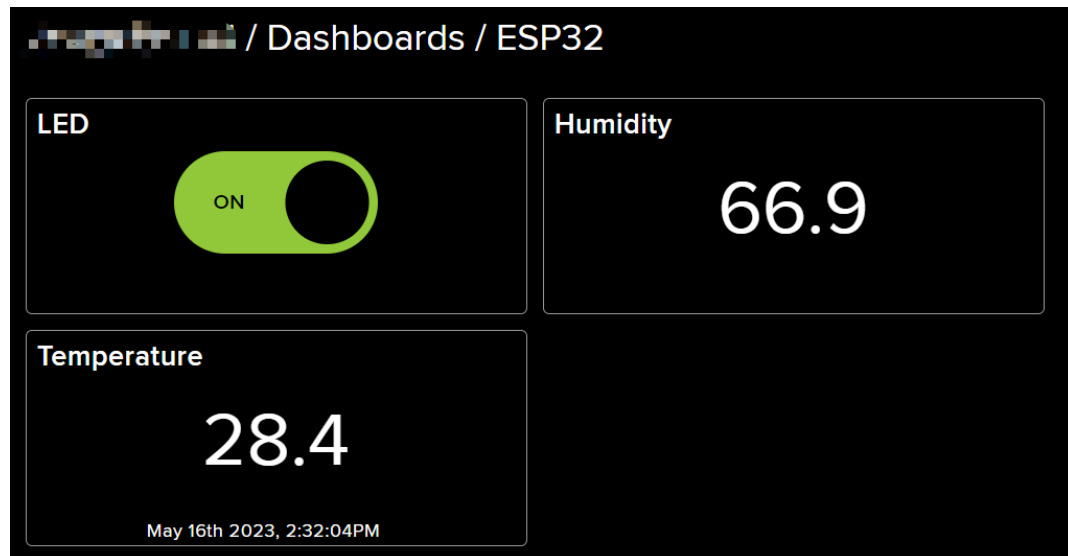 / Dashboards / ESP32
LED
ON
Humidity
66.9
Temperature
28.4
May 16th 2023, 2:32:04PM